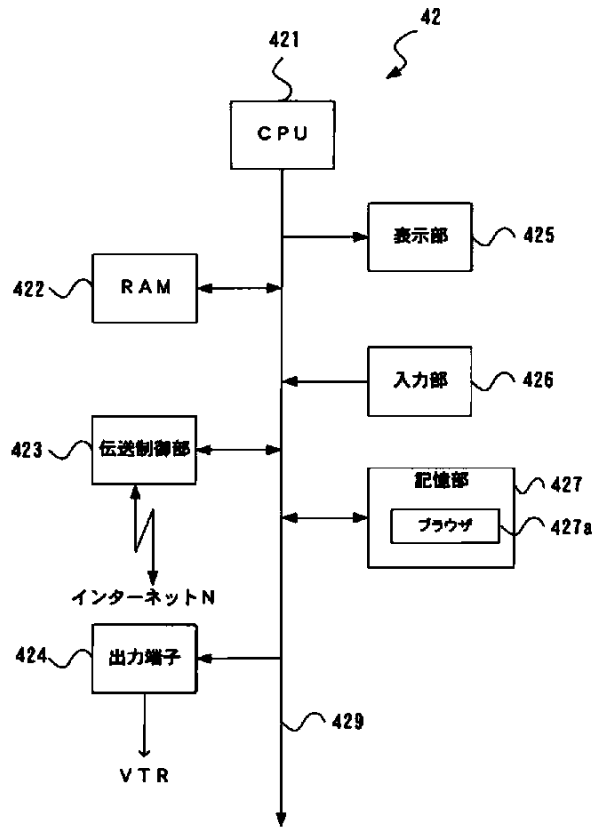 42
421
CPU
表示部
425
RAM
422
入力部
426
伝送制御部
423
記憶部
427
ブラウザ
427a
インターネットN
出力端子
424
429
VTR